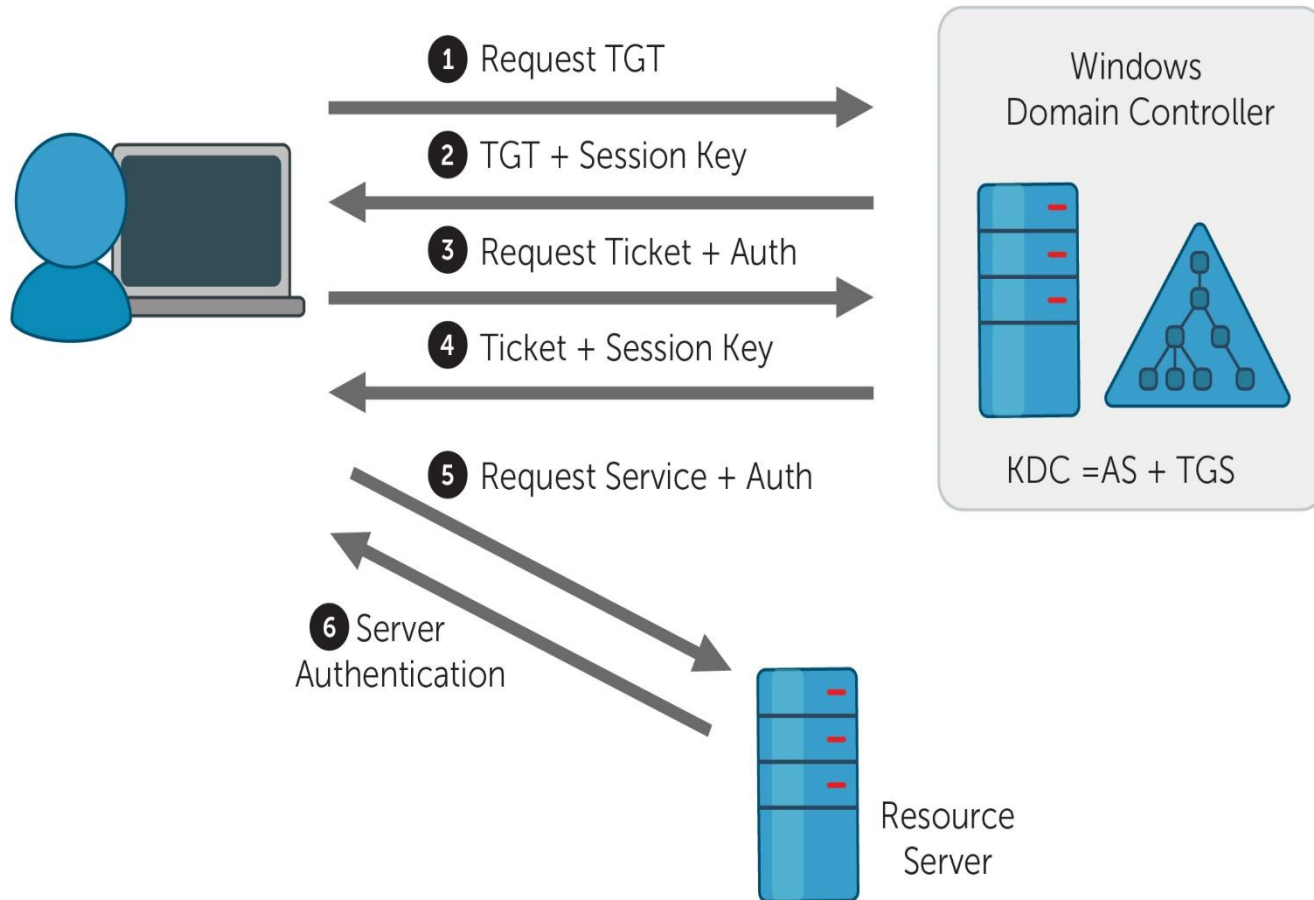 1 Request TGT
2 TGT + Session Key
3 Request Ticket + Auth
4 Ticket + Session Key
5 Request Service + Auth
6 Server
Authentication
Windows
Domain Controller
KDC =AS + TGS
Resource
Server